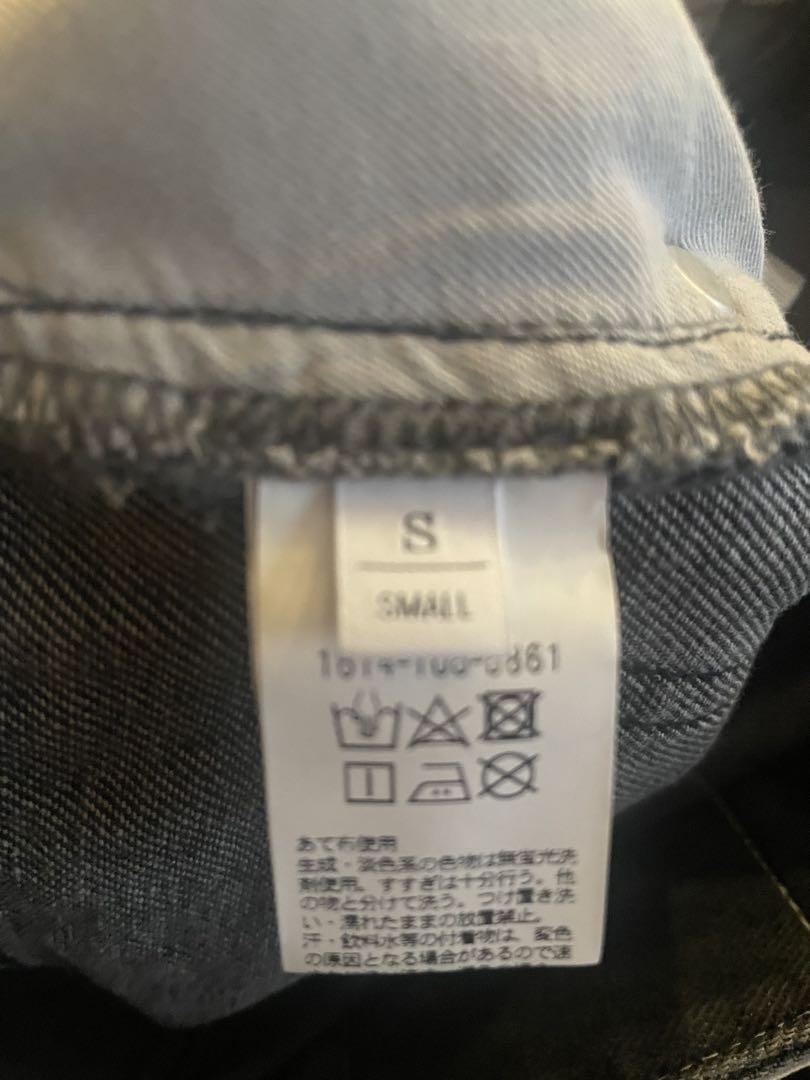 S
SMALL
あて布使用
生成・淡色系の色物は無蛍光洗
剤使用。すすぎは十分行う。他
の物と分けて洗う。つけ置き洗
い・濡れたままの放置禁止。
汗・飲料水等の付着物は、変色
の原因となる場合があるので速